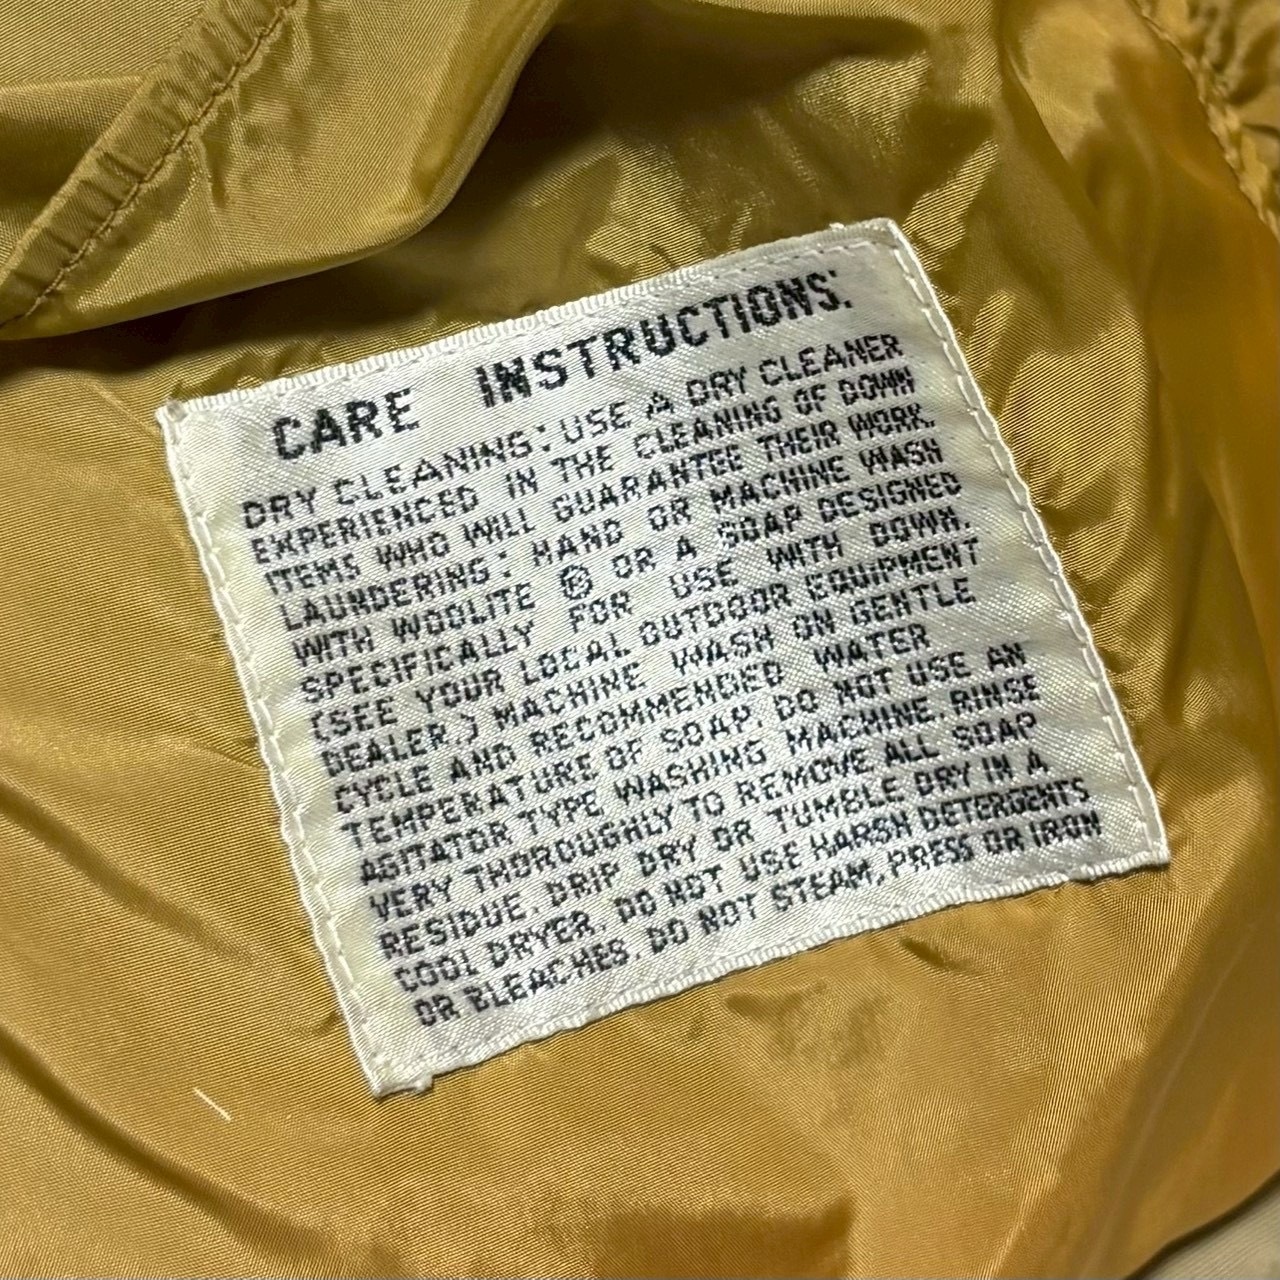 CARE INSTRUCTIONS:
DRY CLEANING: USE A DRY CLEANER
EXPERIENCED IN THE CLEANING OF DOWN
ITEMS WHO WILL GUARANTEE THEIR WORK.
LAUNDERING: HAND OR MACHINE WASH
WITH WOOLITE ® OR A SOAP DESIGNED
SPECIFICALLY FOR USE WITH DOWN.
(SEE YOUR LOCAL OUTDOOR EQUIPMENT
DEALER.) MACHINE WASH ON GENTLE
CYCLE AND RECOMMENDED WATER
TEMPERATURE OF SOAP. DO NOT USE AN
AGITATOR TYPE WASHING MACHINE. RINSE
VERY THOROUGHLY TO REMOVE ALL SOAP
RESIDUE. DRIP DRY OR TUMBLE DRY IN A
COOL DRYER. DO NOT USE HARSH DETERGENTS
OR BLEACHES. DO NOT STEAM, PRESS OR IRON